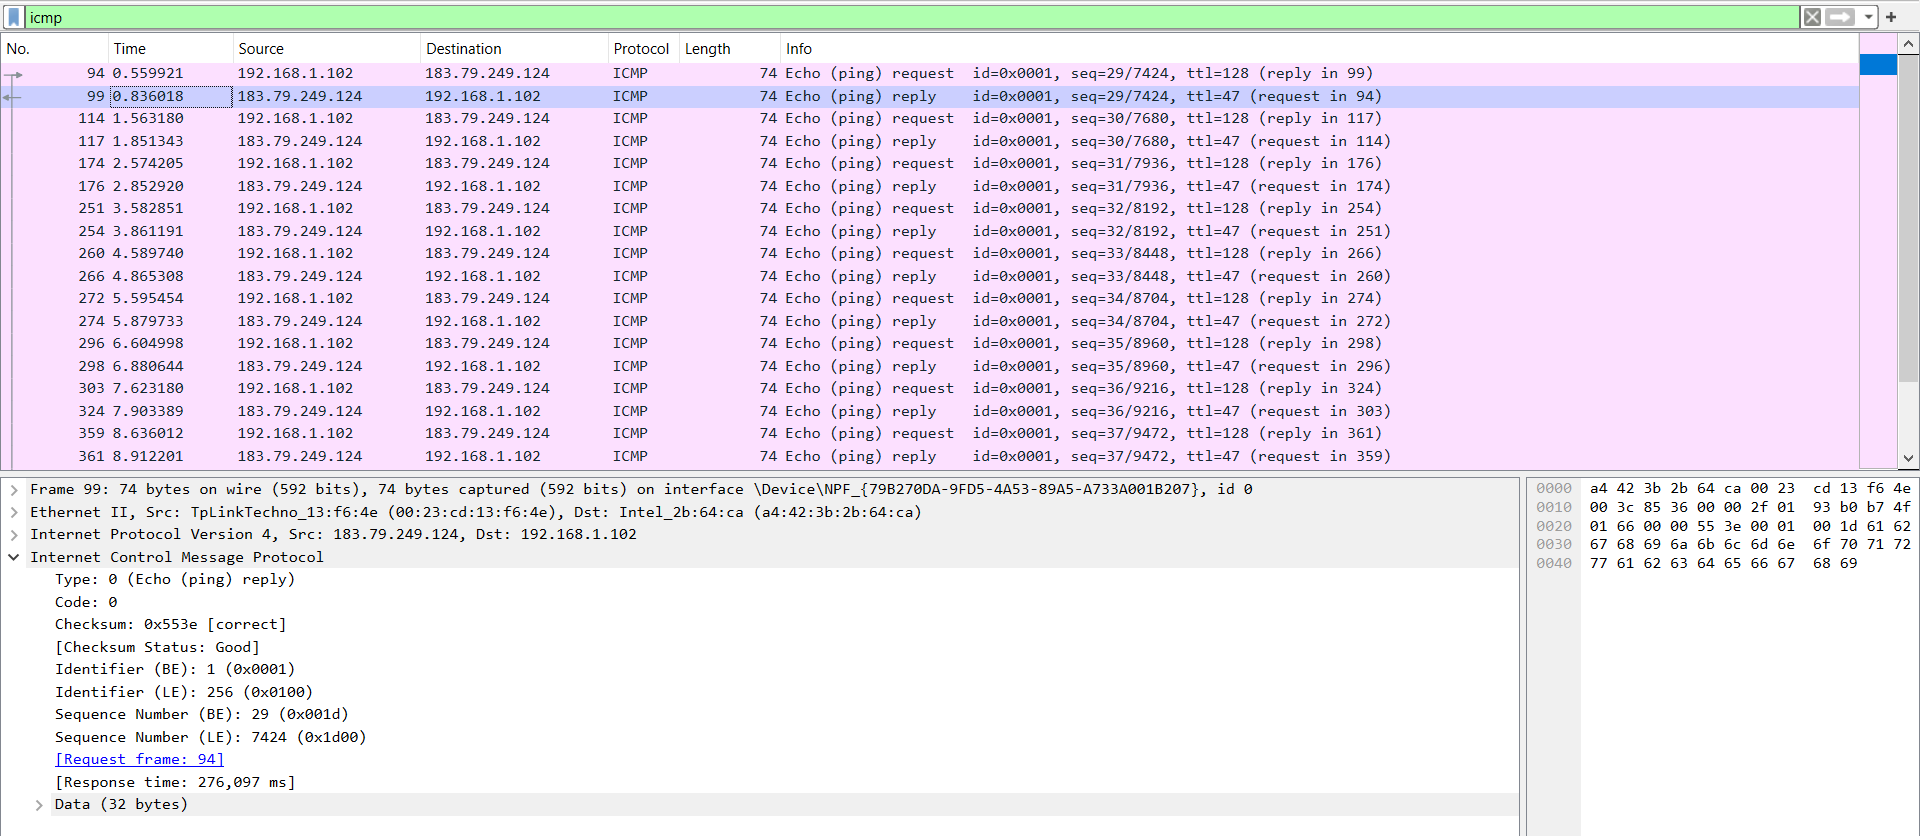 icmp
No. Time Source Destination Protocol Length Info
94 0.559921 192.168.1.102 183.79.249.124 ICMP 74 Echo (ping) request id=0x0001, seq=29/7424, ttl=128 (reply in 99)
99 0.836018 183.79.249.124 192.168.1.102 ICMP 74 Echo (ping) reply id=0x0001, seq=29/7424, ttl=47 (request in 94)
114 1.563180 192.168.1.102 183.79.249.124 ICMP 74 Echo (ping) request id=0x0001, seq=30/7680, ttl=128 (reply in 117)
117 1.851343 183.79.249.124 192.168.1.102 ICMP 74 Echo (ping) reply id=0x0001, seq=30/7680, ttl=47 (request in 114)
174 2.574205 192.168.1.102 183.79.249.124 ICMP 74 Echo (ping) request id=0x0001, seq=31/7936, ttl=128 (reply in 176)
176 2.852920 183.79.249.124 192.168.1.102 ICMP 74 Echo (ping) reply id=0x0001, seq=31/7936, ttl=47 (request in 174)
251 3.582851 192.168.1.102 183.79.249.124 ICMP 74 Echo (ping) request id=0x0001, seq=32/8192, ttl=128 (reply in 254)
254 3.861191 183.79.249.124 192.168.1.102 ICMP 74 Echo (ping) reply id=0x0001, seq=32/8192, ttl=47 (request in 251)
260 4.589740 192.168.1.102 183.79.249.124 ICMP 74 Echo (ping) request id=0x0001, seq=33/8448, ttl=128 (reply in 266)
266 4.865308 183.79.249.124 192.168.1.102 ICMP 74 Echo (ping) reply id=0x0001, seq=33/8448, ttl=47 (request in 260)
272 5.595454 192.168.1.102 183.79.249.124 ICMP 74 Echo (ping) request id=0x0001, seq=34/8704, ttl=128 (reply in 274)
274 5.879733 183.79.249.124 192.168.1.102 ICMP 74 Echo (ping) reply id=0x0001, seq=34/8704, ttl=47 (request in 272)
296 6.604998 192.168.1.102 183.79.249.124 ICMP 74 Echo (ping) request id=0x0001, seq=35/8960, ttl=128 (reply in 298)
298 6.880644 183.79.249.124 192.168.1.102 ICMP 74 Echo (ping) reply id=0x0001, seq=35/8960, ttl=47 (request in 296)
303 7.623180 192.168.1.102 183.79.249.124 ICMP 74 Echo (ping) request id=0x0001, seq=36/9216, ttl=128 (reply in 324)
324 7.903389 183.79.249.124 192.168.1.102 ICMP 74 Echo (ping) reply id=0x0001, seq=36/9216, ttl=47 (request in 303)
359 8.636012 192.168.1.102 183.79.249.124 ICMP 74 Echo (ping) request id=0x0001, seq=37/9472, ttl=128 (reply in 361)
361 8.912201 183.79.249.124 192.168.1.102 ICMP 74 Echo (ping) reply id=0x0001, seq=37/9472, ttl=47 (request in 359)
Frame 99: 74 bytes on wire (592 bits), 74 bytes captured (592 bits) on interface \Device\NPF_{79B270DA-9FD5-4A53-89A5-A733A001B207}, id 0
Ethernet II, Src: TpLinkTechno_13:f6:4e (00:23:cd:13:f6:4e), Dst: Intel_2b:64:ca (a4:42:3b:2b:64:ca)
Internet Protocol Version 4, Src: 183.79.249.124, Dst: 192.168.1.102
Internet Control Message Protocol
Type: 0 (Echo (ping) reply)
Code: 0
Checksum: 0x553e [correct]
[Checksum Status: Good]
Identifier (BE): 1 (0x0001)
Identifier (LE): 256 (0x0100)
Sequence Number (BE): 29 (0x001d)
Sequence Number (LE): 7424 (0x1d00)
[Request frame: 94]
[Response time: 276,097 ms]
Data (32 bytes)
0000 a4 42 3b 2b 64 ca 00 23 cd 13 f6 4e
0010 00 3c 85 36 00 00 2f 01 93 b0 b7 4f
0020 01 66 00 00 55 3e 00 01 00 1d 61 62
0030 67 68 69 6a 6b 6c 6d 6e 6f 70 71 72
0040 77 61 62 63 64 65 66 67 68 69